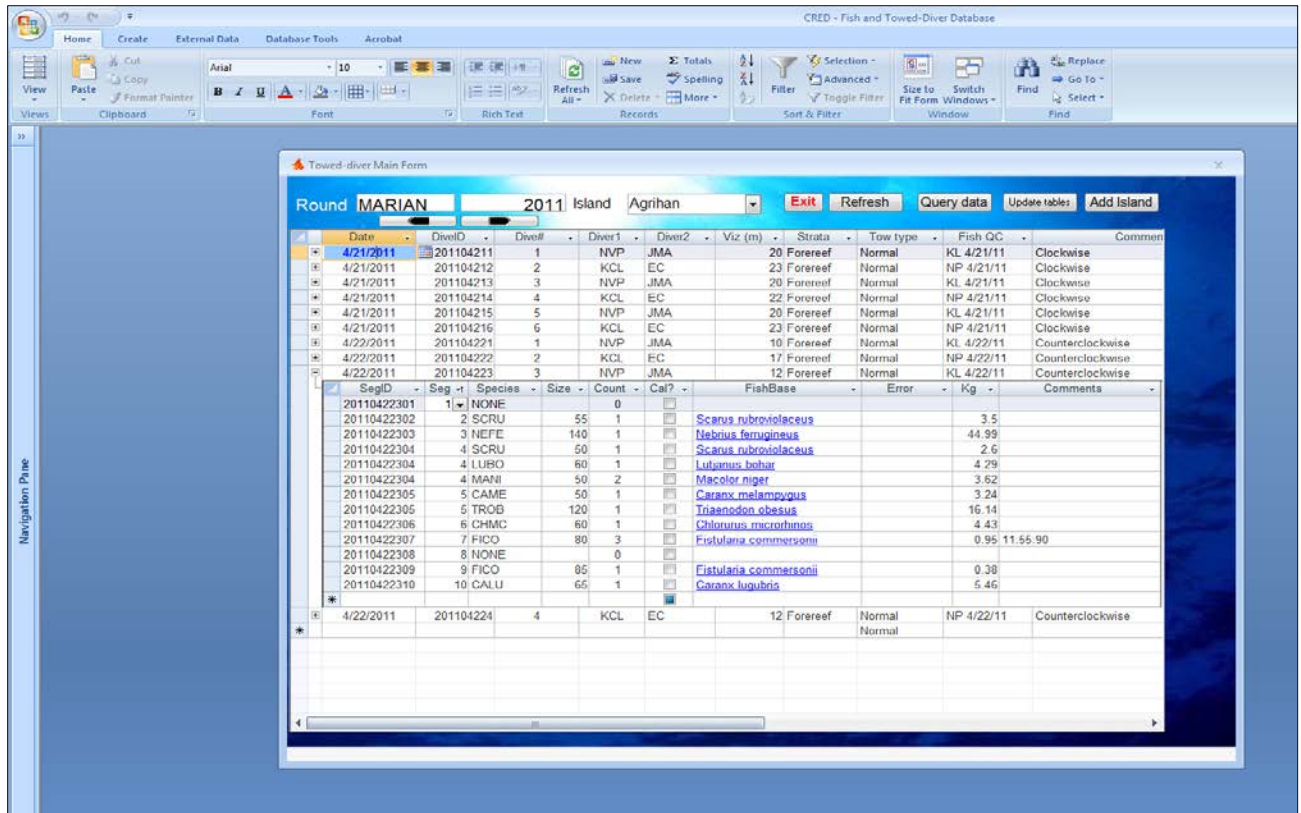 CRED - Fish and Towed-Diver Database
Home Create External Data Database Tools Acrobat
View Paste Cut Copy Format Painter Arial 10 B I U A Refresh All New Save Delete Totals Spelling More Filter Selection Advanced Toggle Filter Size to Fit Form Switch Windows Find Replace Go To Select
Views Clipboard Font Rich Text Records Sort & Filter Window Find
Navigation Pane
Towed-diver Main Form
Round MARIAN 2011 Island Agrihan Exit Refresh Query data Update tables Add Island
Date DiveID Dive# Diver1 Diver2 Viz (m) Strata Tow type Fish QC Commen
4/21/2011 201104211 1 NVP JMA 20 Forereef Normal KL 4/21/11 Clockwise
4/21/2011 201104212 2 KCL EC 23 Forereef Normal NP 4/21/11 Clockwise
4/21/2011 201104213 3 NVP JMA 20 Forereef Normal KL 4/21/11 Clockwise
4/21/2011 201104214 4 KCL EC 22 Forereef Normal NP 4/21/11 Clockwise
4/21/2011 201104215 5 NVP JMA 20 Forereef Normal KL 4/21/11 Clockwise
4/21/2011 201104216 6 KCL EC 23 Forereef Normal NP 4/21/11 Clockwise
4/22/2011 201104221 1 NVP JMA 10 Forereef Normal KL 4/22/11 Counterclockwise
4/22/2011 201104222 2 KCL EC 17 Forereef Normal NP 4/22/11 Counterclockwise
4/22/2011 201104223 3 NVP JMA 12 Forereef Normal KL 4/22/11 Counterclockwise
SegID Seg Species Size Count Cal? FishBase Error Kg Comments
20110422301 1 NONE 0
20110422302 2 SCRU 55 1 Scarus rubroviolaceus 3.5
20110422303 3 NEFE 140 1 Nebrius ferrugineus 44.99
20110422304 4 SCRU 50 1 Scarus rubroviolaceus 2.6
20110422304 4 LUBO 60 1 Lutjanus bohar 4.29
20110422304 4 MANI 50 2 Macolor niger 3.62
20110422305 5 CAME 50 1 Caranx melampygus 3.24
20110422305 5 TROB 120 1 Triaenodon obesus 16.14
20110422306 6 CHMC 60 1 Chlorurus microrhinos 4.43
20110422307 7 FICO 80 3 Fistularia commersonii 0.95 11.55.90
20110422308 8 NONE 0
20110422309 9 FICO 85 1 Fistularia commersonii 0.38
20110422310 10 CALU 65 1 Caranx lugubris 5.46
4/22/2011 201104224 4 KCL EC 12 Forereef Normal NP 4/22/11 Counterclockwise
Normal